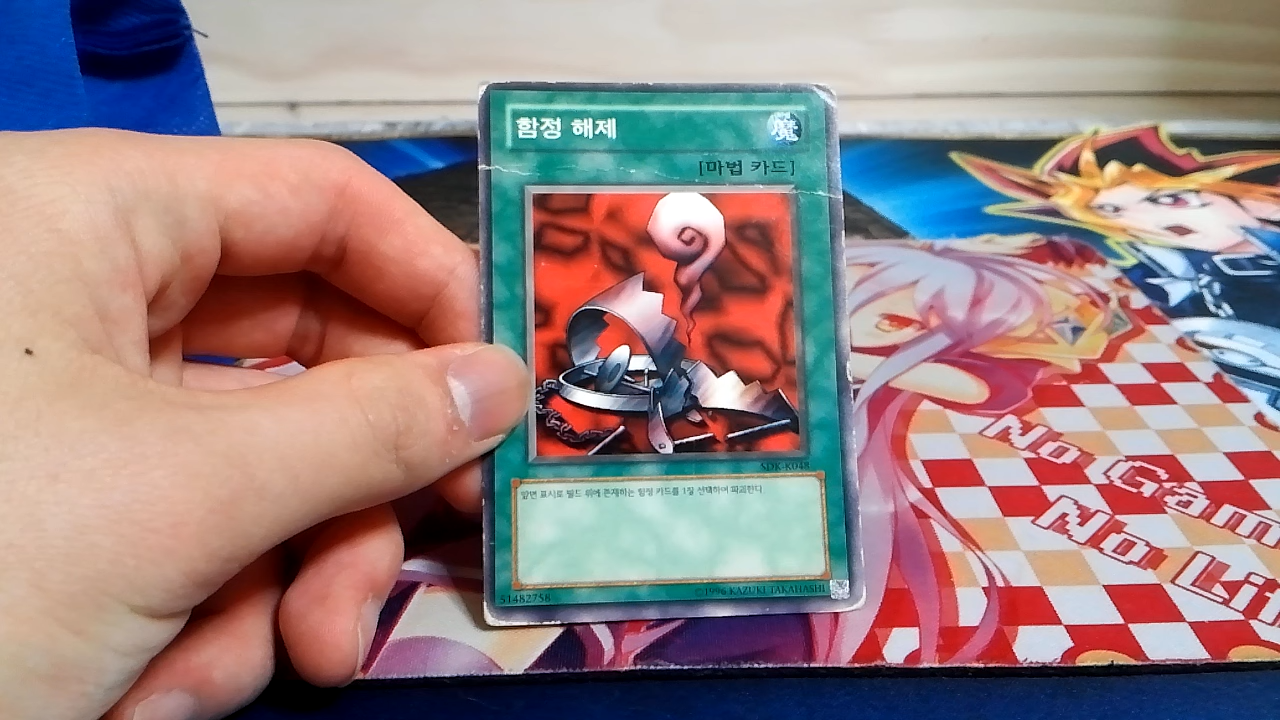 함정 해제
魔
[마법 카드]
SDK-K048
앞면 표시로 필드 위에 존재하는 함정 카드를 1장 선택하여 파괴한다
51482758
©1996 KAZUKI TAKAHASHI
No Gam
No Lif